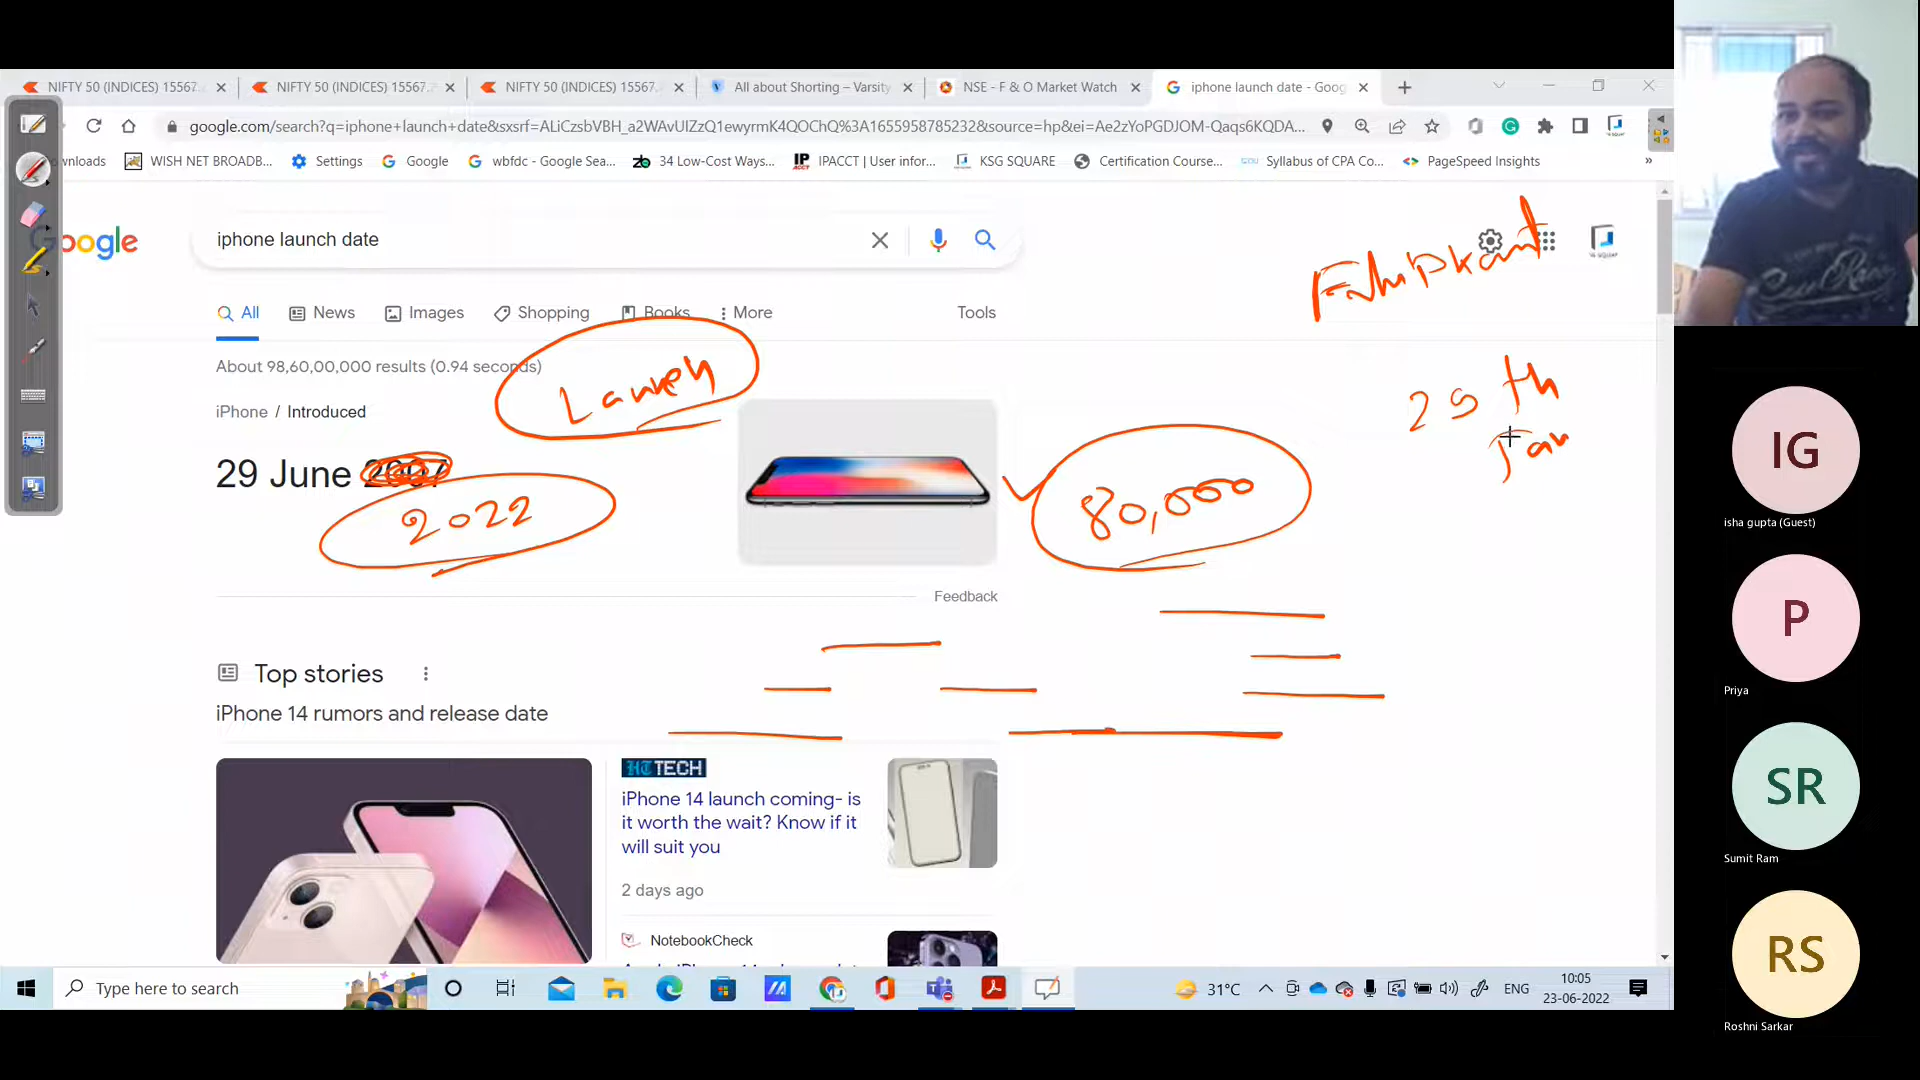 NIFTY 50 (INDICES) 15567.
NIFTY 50 (INDICES) 15567.
NIFTY 50 (INDICES) 15567.
All about Shorting – Varsity
NSE - F & O Market Watch
iphone launch date - Goog
google.com/search?q=iphone+launch+date&sxsrf=ALiCzsbVBH_a2WAvUIZzQ1ewyrmK4QOChQ%3A1655958785232&source=hp&ei=Ae2zYoPGDJOM-Qaqs6KQDA...
wnloads
WISH NET BROADB...
Settings
Google
wbfdc - Google Sea...
34 Low-Cost Ways...
IPACCT | User infor...
KSG SQUARE
Certification Course...
Syllabus of CPA Co...
PageSpeed Insights
»
oogle
iphone launch date
All
News
Images
Shopping
Books
More
Tools
About 98,60,00,000 results (0.94 seconds)
Launch
29 th
Jan
iPhone / Introduced
29 June 2007
2022
80,000
Feedback
Top stories
iPhone 14 rumors and release date
HT TECH
iPhone 14 launch coming- is
it worth the wait? Know if it
will suit you
2 days ago
NotebookCheck
IG
isha gupta (Guest)
P
Priya
SR
Sumit Ram
RS
Roshni Sarkar
Type here to search
31°C
ENG
10:05
23-06-2022